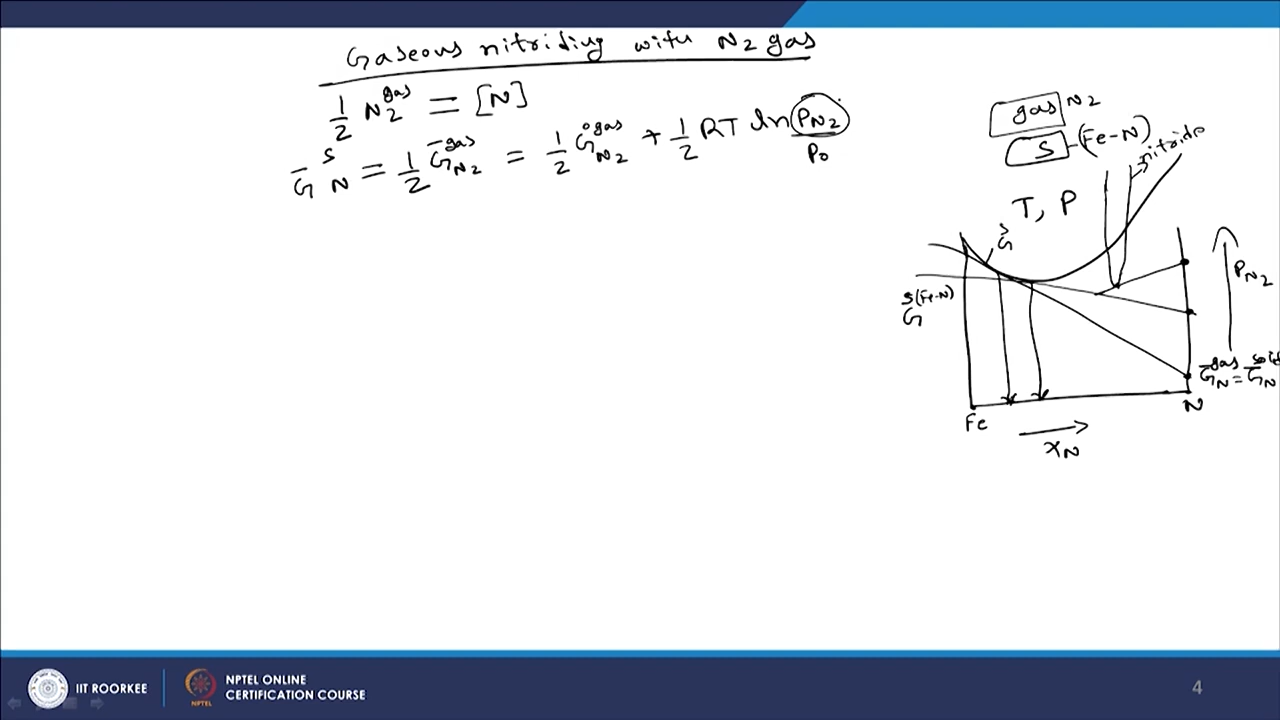 Gaseous nitriding with N2 gas
1/2 N2 gas = [N]
Ḡ S N = 1/2 Ḡ gas N2 = 1/2 G° gas N2 + 1/2 RT ln PN2/P0
gas N2
S (Fe-N)
nitride
T, P
G S
G S(Fe-N)
PN2
Ḡ gas N = Ḡ solid N
Fe
N
xN
IIT ROORKEE
NPTEL ONLINE
CERTIFICATION COURSE
NPTEL
4